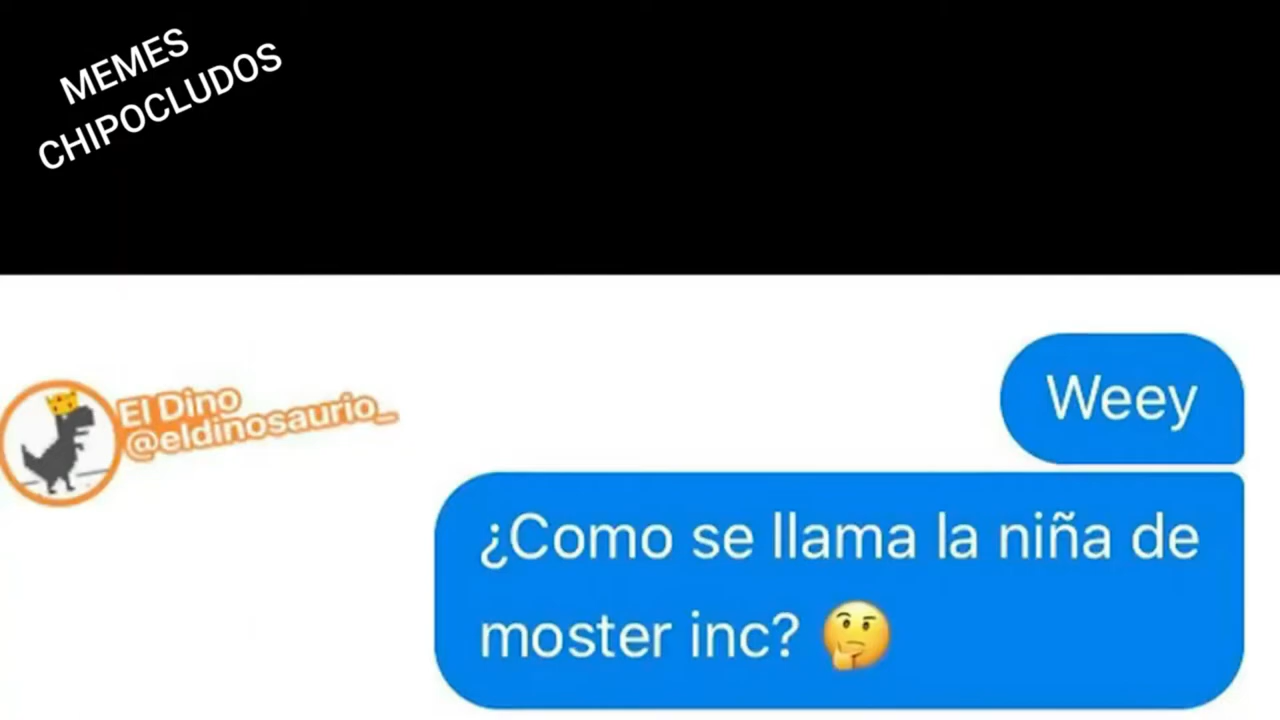 MEMES
CHIPOCLUDOS
Weey
El Dino
@eldinosaurio_
¿Como se llama la niña de
moster inc? 🤔